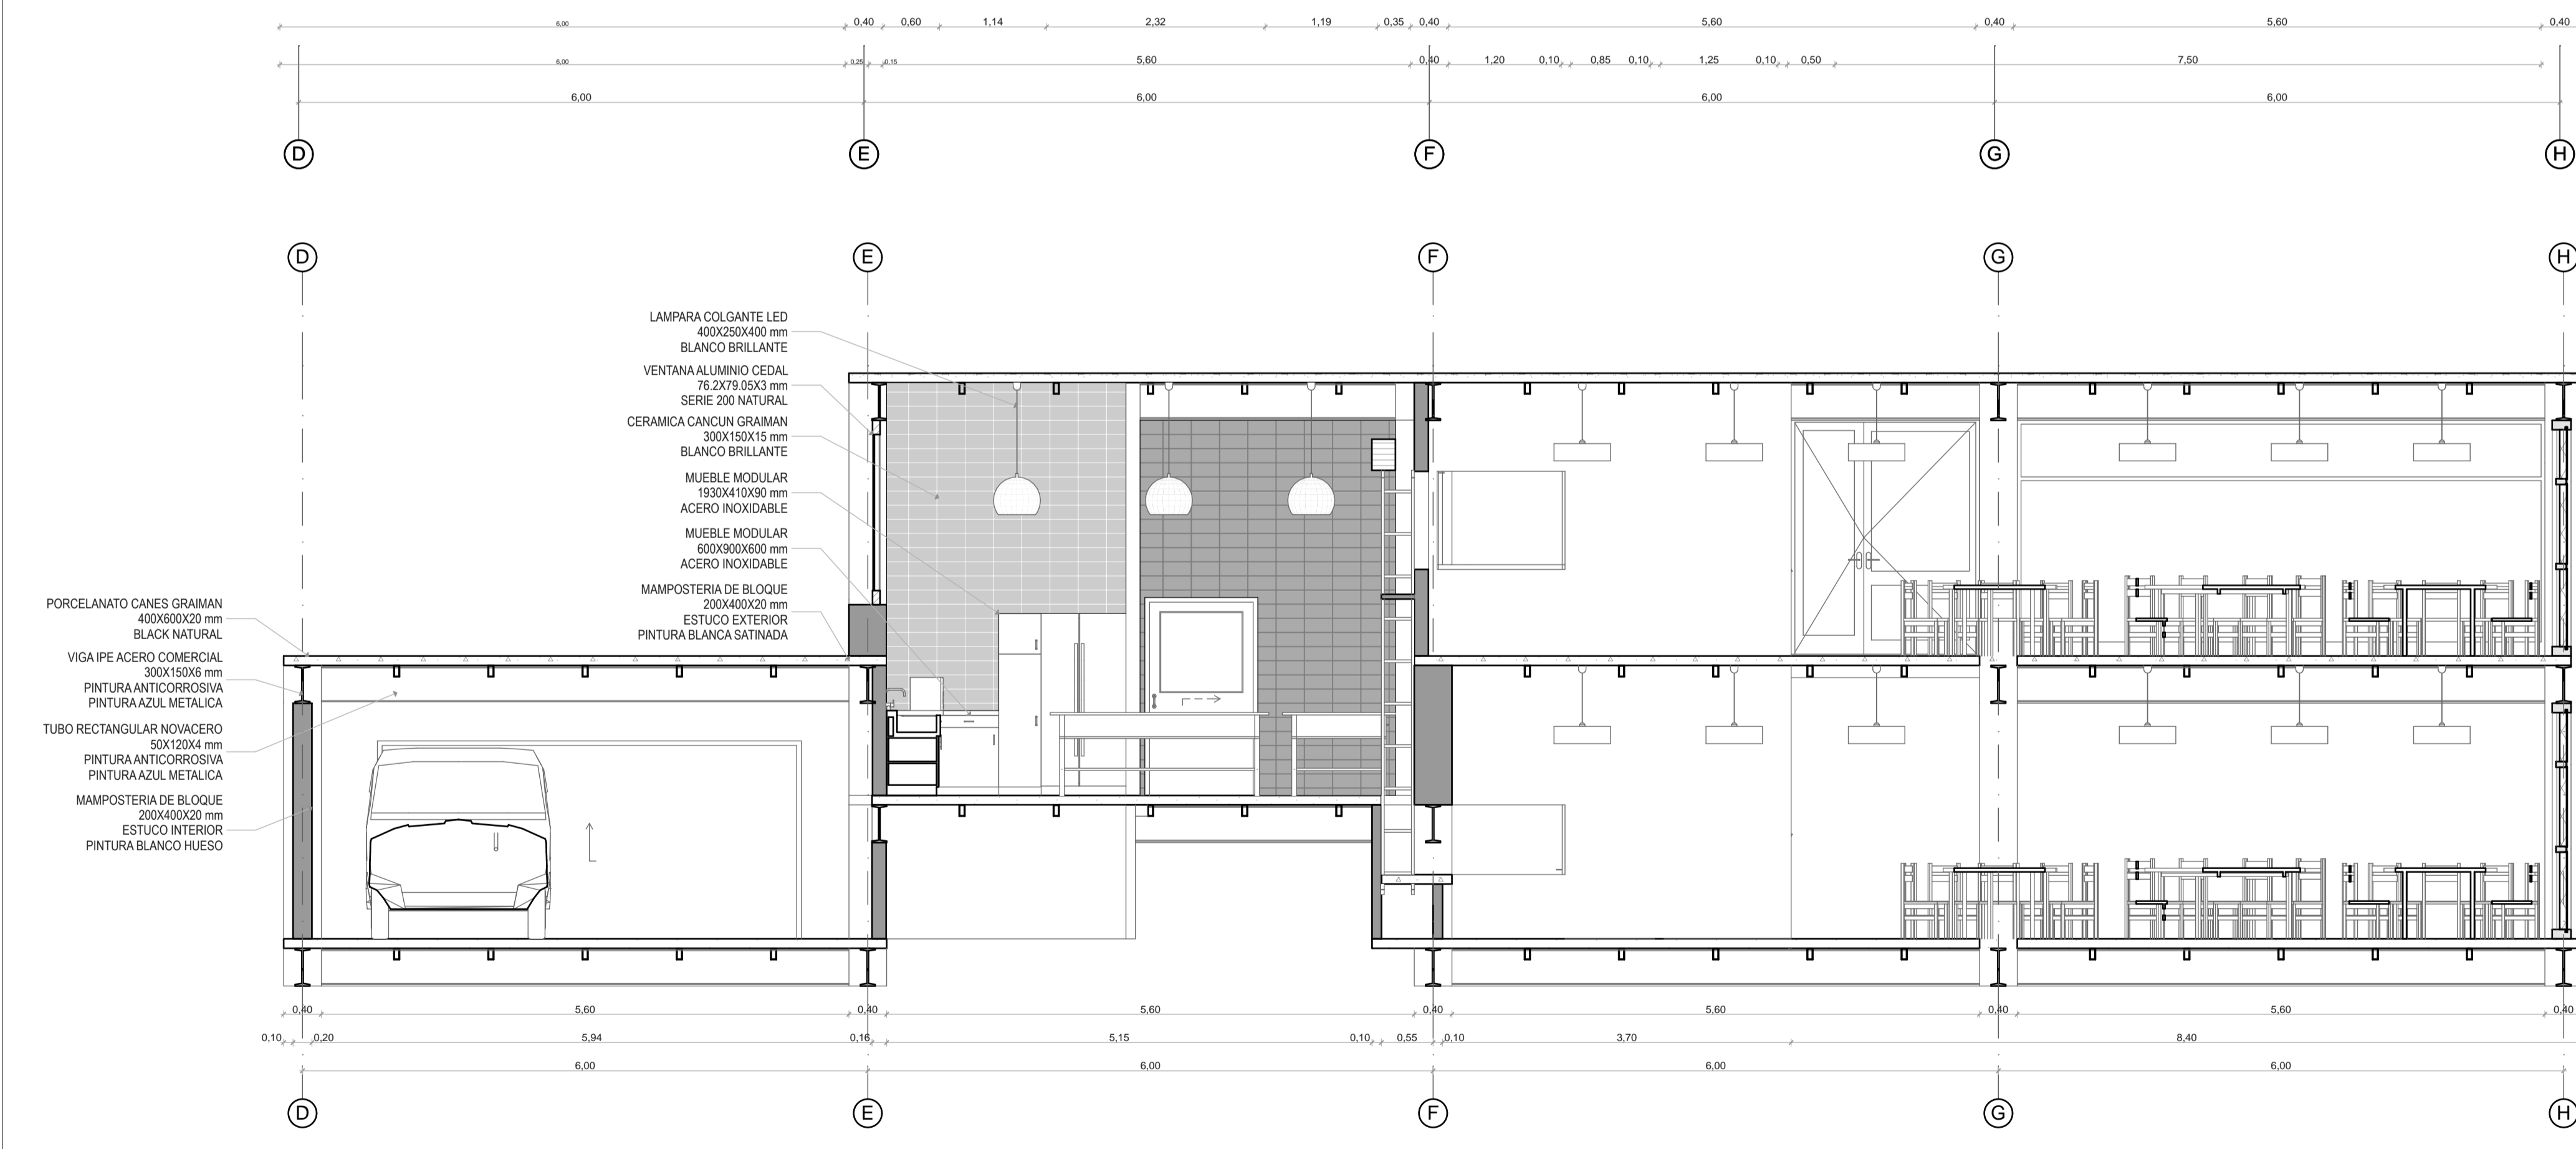 6,00 0,40 0,60 1,14 2,32 1,19 0,35 0,40 5,60 0,40 5,60 0,40
6,00 0,25 0,15 5,60 0,40 1,20 0,10 0,85 0,10 1,25 0,10 0,50 7,50
6,00 6,00 6,00 6,00
D E F G H
D E F G H
LAMPARA COLGANTE LED
400X250X400 mm
BLANCO BRILLANTE
VENTANA ALUMINIO CEDAL
76.2X79.05X3 mm
SERIE 200 NATURAL
CERAMICA CANCUN GRAIMAN
300X150X15 mm
BLANCO BRILLANTE
MUEBLE MODULAR
1930X410X90 mm
ACERO INOXIDABLE
MUEBLE MODULAR
600X900X600 mm
ACERO INOXIDABLE
MAMPOSTERIA DE BLOQUE
200X400X20 mm
ESTUCO EXTERIOR
PINTURA BLANCA SATINADA
PORCELANATO CANES GRAIMAN
400X600X20 mm
BLACK NATURAL
VIGA IPE ACERO COMERCIAL
300X150X6 mm
PINTURA ANTICORROSIVA
PINTURA AZUL METALICA
TUBO RECTANGULAR NOVACERO
50X120X4 mm
PINTURA ANTICORROSIVA
PINTURA AZUL METALICA
MAMPOSTERIA DE BLOQUE
200X400X20 mm
ESTUCO INTERIOR
PINTURA BLANCO HUESO
0,40 5,60 0,40 5,60 0,40 5,60 0,40 5,60 0,40
0,10 0,20 5,94 0,16 5,15 0,10 0,55 0,10 3,70 8,40
6,00 6,00 6,00 6,00
D E F G H